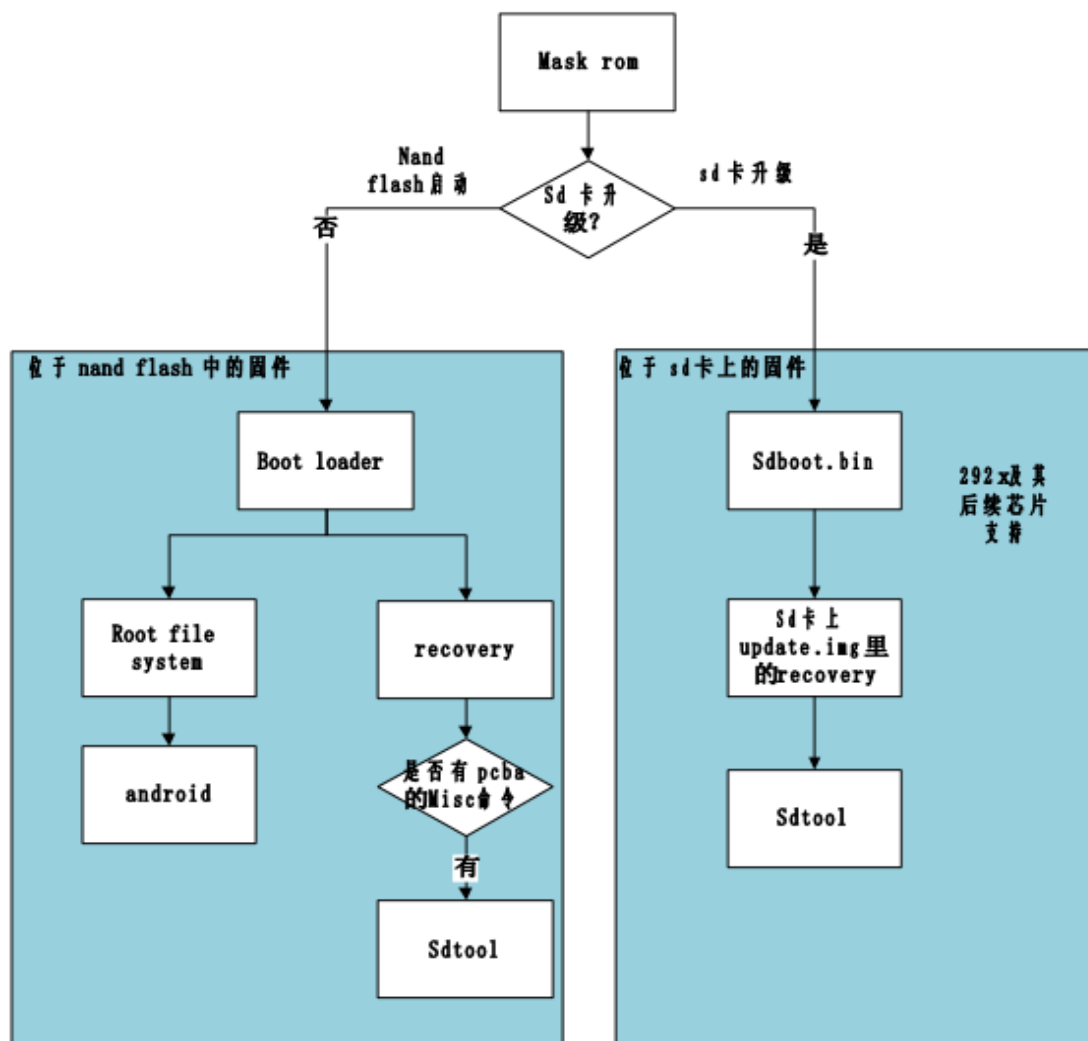 Mask rom
Nand
flash启动
sd卡升级
Sd 卡升
级?
否
是
位于 nand flash 中的固件
位于 sd卡上的固件
Boot loader
Sdboot.bin
292x及其
后续芯片
支持
Root file
system
recovery
Sd卡上
update.img里
的recovery
android
是否有pcba
的Misc命令
Sdtool
有
Sdtool